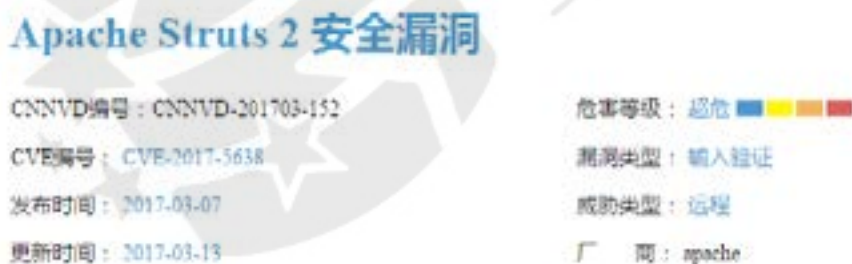 Apache Struts 2 安全漏洞
CNNVD编号：CNNVD-201703-152
危害等级：超危
CVE编号：CVE-2017-5638
漏洞类型：输入验证
发布时间：2017-03-07
威胁类型：远程
更新时间：2017-03-13
厂 商：apache